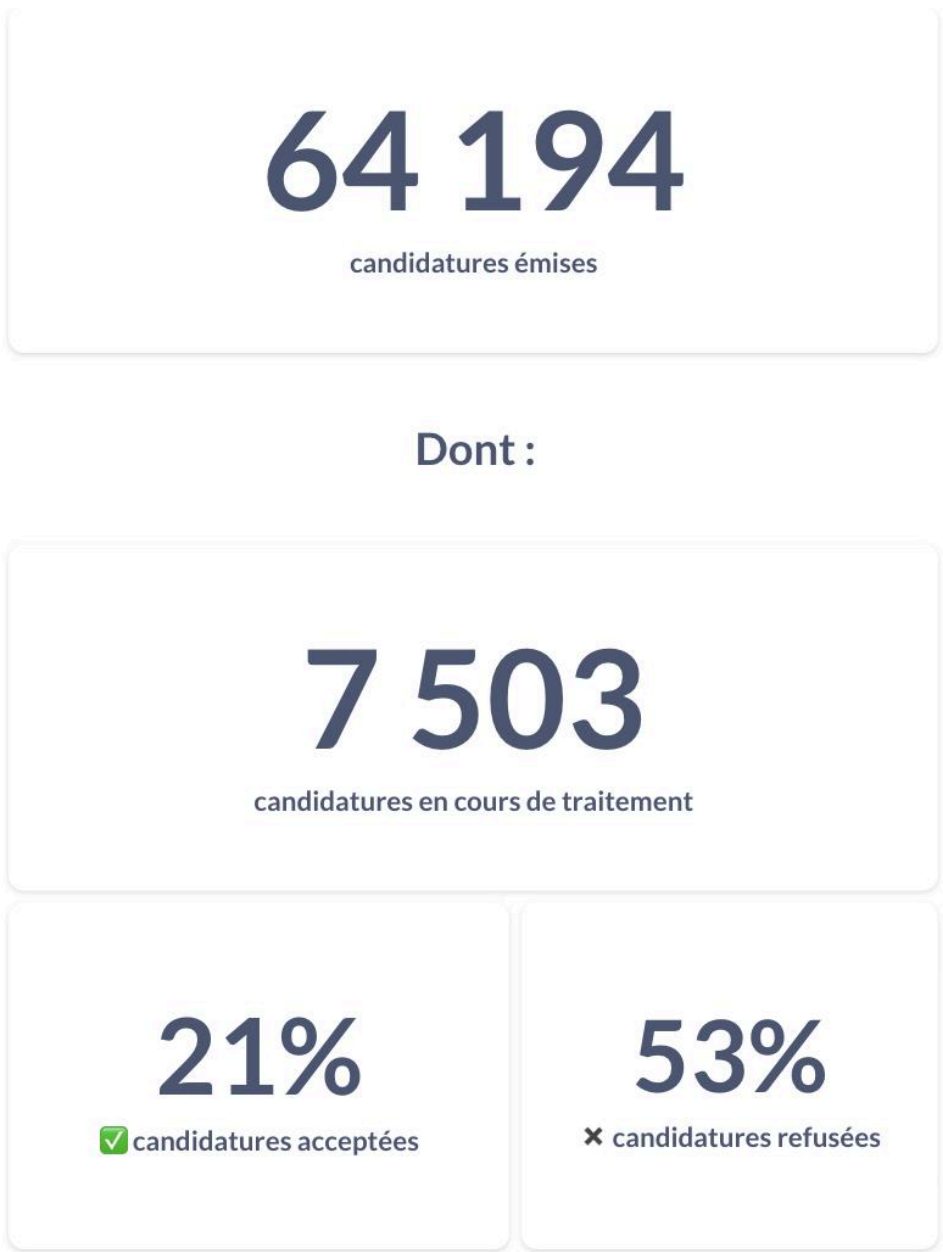 64 194
candidatures émises
Dont :
7 503
candidatures en cours de traitement
21%
✅ candidatures acceptées
53%
✖ candidatures refusées